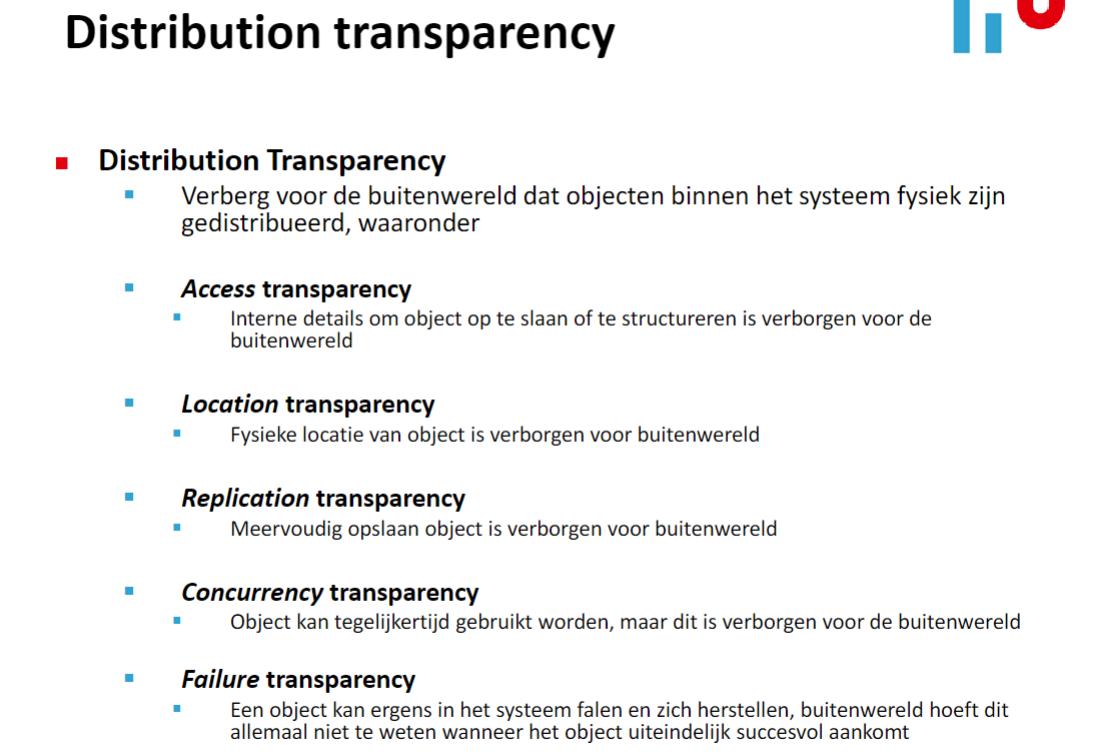 Distribution transparency
Distribution Transparency
Verberg voor de buitenwereld dat objecten binnen het systeem fysiek zijn
gedistribueerd, waaronder
Access transparency
Interne details om object op te slaan of te structureren is verborgen voor de
buitenwereld
Location transparency
Fysieke locatie van object is verborgen voor buitenwereld
Replication transparency
Meervoudig opslaan object is verborgen voor buitenwereld
Concurrency transparency
Object kan tegelijkertijd gebruikt worden, maar dit is verborgen voor de buitenwereld
Failure transparency
Een object kan ergens in het systeem falen en zich herstellen, buitenwereld hoeft dit
allemaal niet te weten wanneer het object uiteindelijk succesvol aankomt